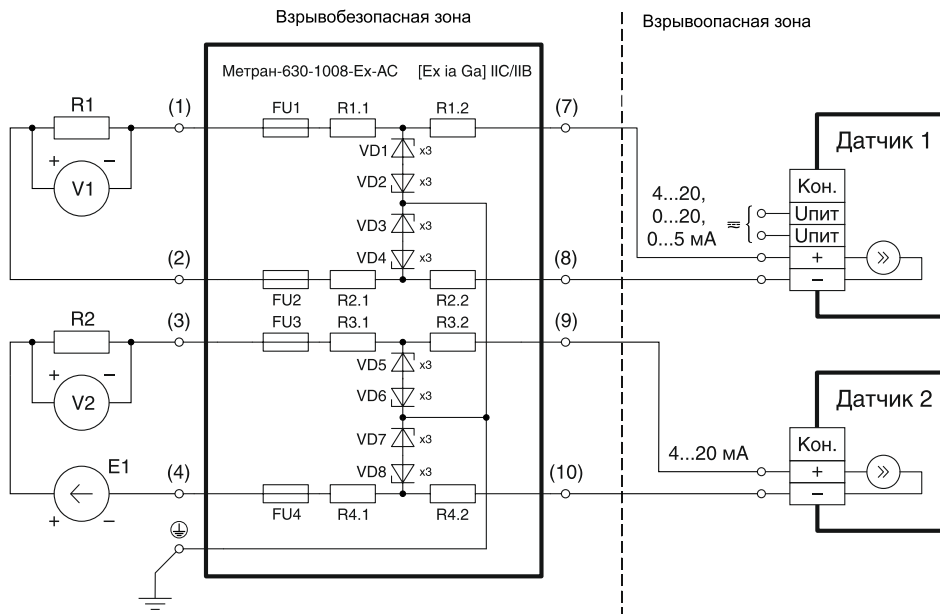 Взрывобезопасная зона
Взрывоопасная зона
Метран-630-1008-Ex-AC [Ex ia Ga] IIC/IIB
R1
(1)
FU1
R1.1
R1.2
(7)
Датчик 1
VD1 x3
+ −
V1
VD2 x3
Кон.
4...20,
0...20,
0...5 мА
≂
Uпит
Uпит
VD3 x3
+
(2)
VD4 x3
(8)
−
FU2
R2.1
R2.2
R2
(3)
FU3
R3.1
R3.2
(9)
VD5 x3
+ −
V2
VD6 x3
Датчик 2
VD7 x3
Кон.
4...20 мА
+
E1
(4)
VD8 x3
(10)
−
+ −
FU4
R4.1
R4.2